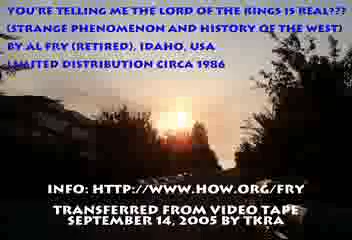 YOU'RE TELLING ME THE LORD OF THE RINGS IS REAL???
(STRANGE PHENOMENON AND HISTORY OF THE WEST)
BY AL FRY (RETIRED), IDAHO, USA
LIMITED DISTRIBUTION CIRCA 1986
INFO: HTTP://WWW.HOW.ORG/FRY
TRANSFERRED FROM VIDEO TAPE
SEPTEMBER 14, 2005 BY TKRA